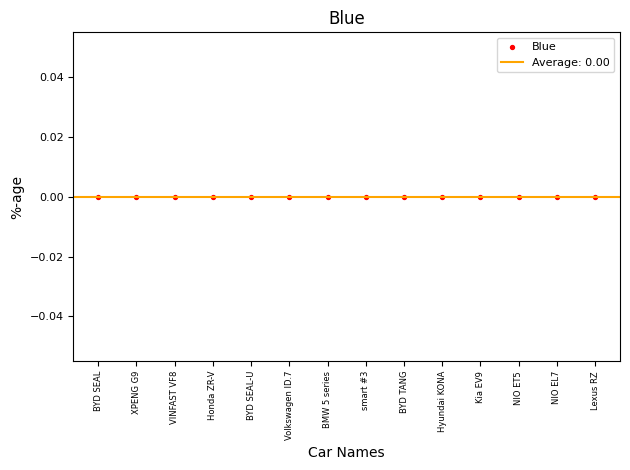 Blue
Blue
Average: 0.00
%-age
0.04
0.02
0.00
−0.02
−0.04
BYD SEAL
XPENG G9
VINFAST VF8
Honda ZR-V
BYD SEAL-U
Volkswagen ID.7
BMW 5 series
smart #3
BYD TANG
Hyundai KONA
Kia EV9
NIO ET5
NIO EL7
Lexus RZ
Car Names